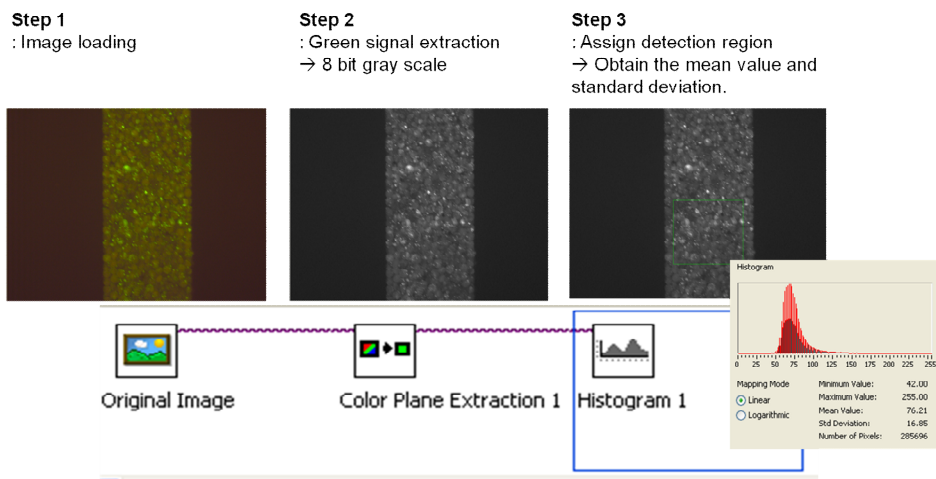 Step 1
: Image loading
Step 2
: Green signal extraction
→ 8 bit gray scale
Step 3
: Assign detection region
→ Obtain the mean value and
standard deviation.
Original Image
Color Plane Extraction 1
Histogram 1
Histogram
0 25 50 75 100 125 150 175 200 225 255
Mapping Mode
Linear
Logarithmic
Minimum Value: 42.00
Maximum Value: 255.00
Mean Value: 76.21
Std Deviation: 16.85
Number of Pixels: 285696